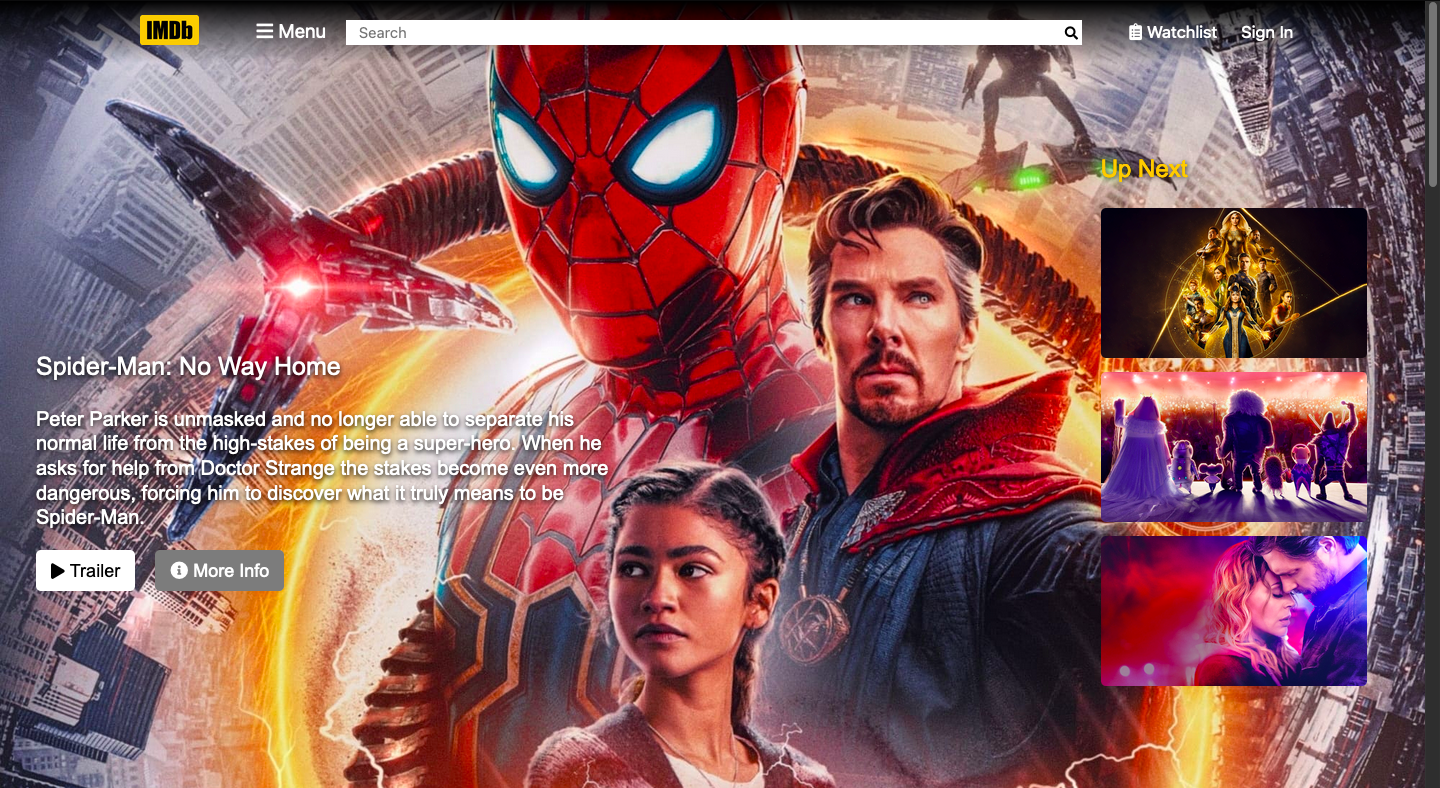 IMDb
Menu
Search
Watchlist
Sign In
Up Next
Spider-Man: No Way Home
Peter Parker is unmasked and no longer able to separate his
normal life from the high-stakes of being a super-hero. When he
asks for help from Doctor Strange the stakes become even more
dangerous, forcing him to discover what it truly means to be
Spider-Man.
Trailer
More Info